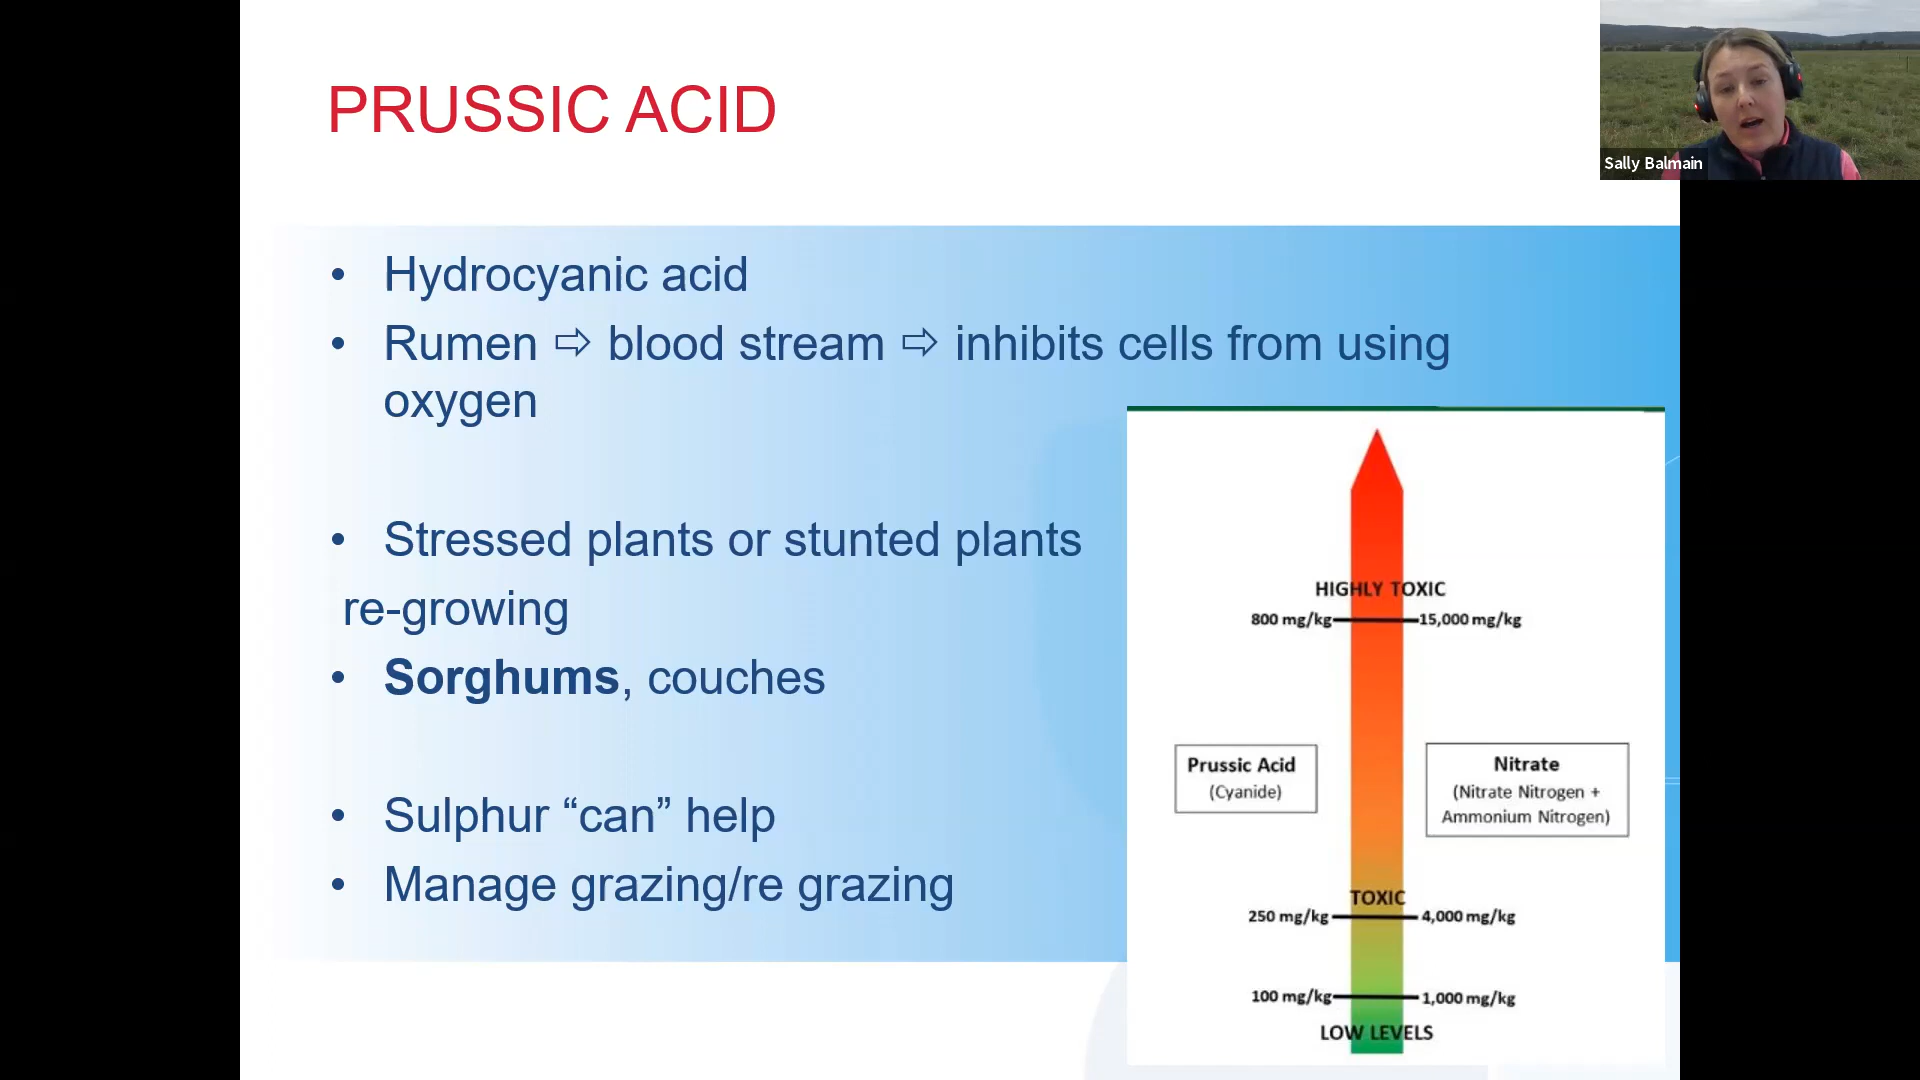 PRUSSIC ACID
Sally Balmain
• Hydrocyanic acid
• Rumen ⇨ blood stream ⇨ inhibits cells from using
oxygen
• Stressed plants or stunted plants
re-growing
• Sorghums, couches
• Sulphur “can” help
• Manage grazing/re grazing
HIGHLY TOXIC
800 mg/kg 15,000 mg/kg
Prussic Acid
(Cyanide)
Nitrate
(Nitrate Nitrogen +
Ammonium Nitrogen)
TOXIC
250 mg/kg 4,000 mg/kg
100 mg/kg 1,000 mg/kg
LOW LEVELS